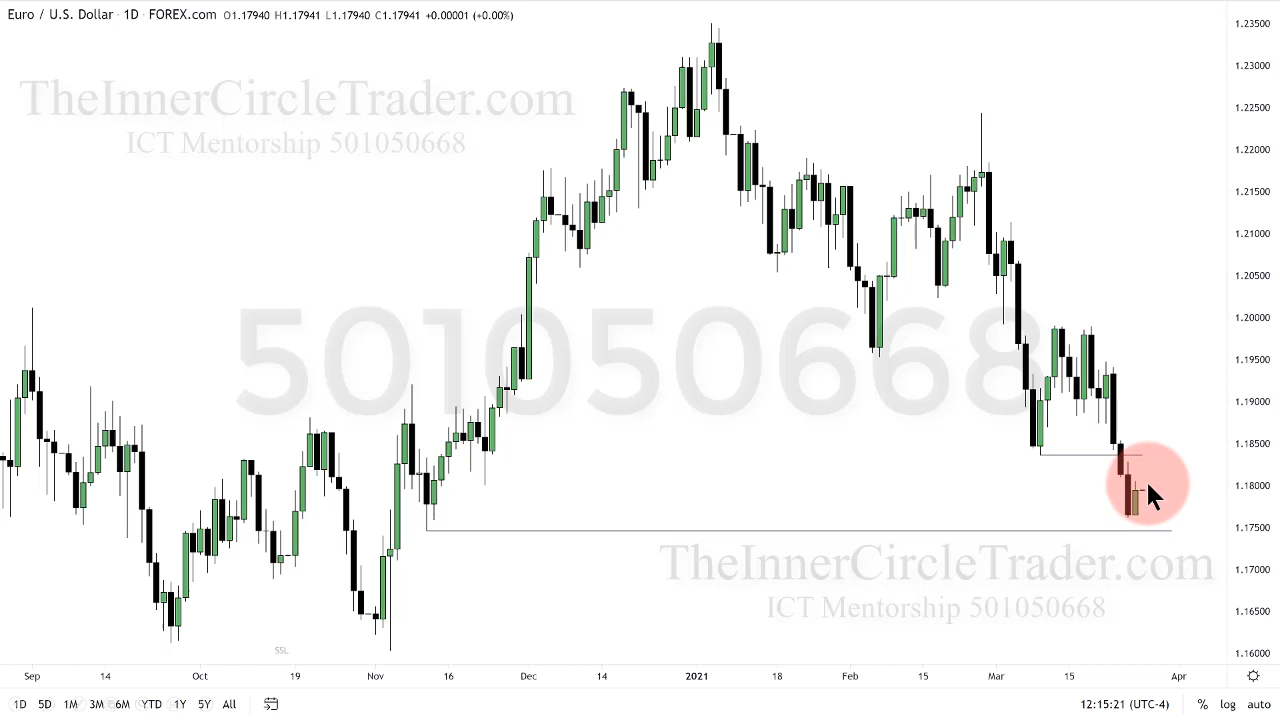 Euro / U.S. Dollar · 1D · FOREX.com O1.17940 H1.17941 L1.17940 C1.17941 +0.00001 (+0.00%)
1.23500
1.23000
TheInnerCircleTrader.com
1.22500
ICT Mentorship 501050668
1.22000
1.21500
1.21000
1.20500
1.20000
501050668
1.19500
1.19000
1.18500
1.18000
1.17500
TheInnerCircleTrader.com
1.17000
ICT Mentorship 501050668
1.16500
SSL
1.16000
Sep 14 Oct 19 Nov 16 Dec 14 2021 18 Feb 15 Mar 15 Apr
1D 5D 1M 3M 6M YTD 1Y 5Y All 12:15:21 (UTC-4) % log auto